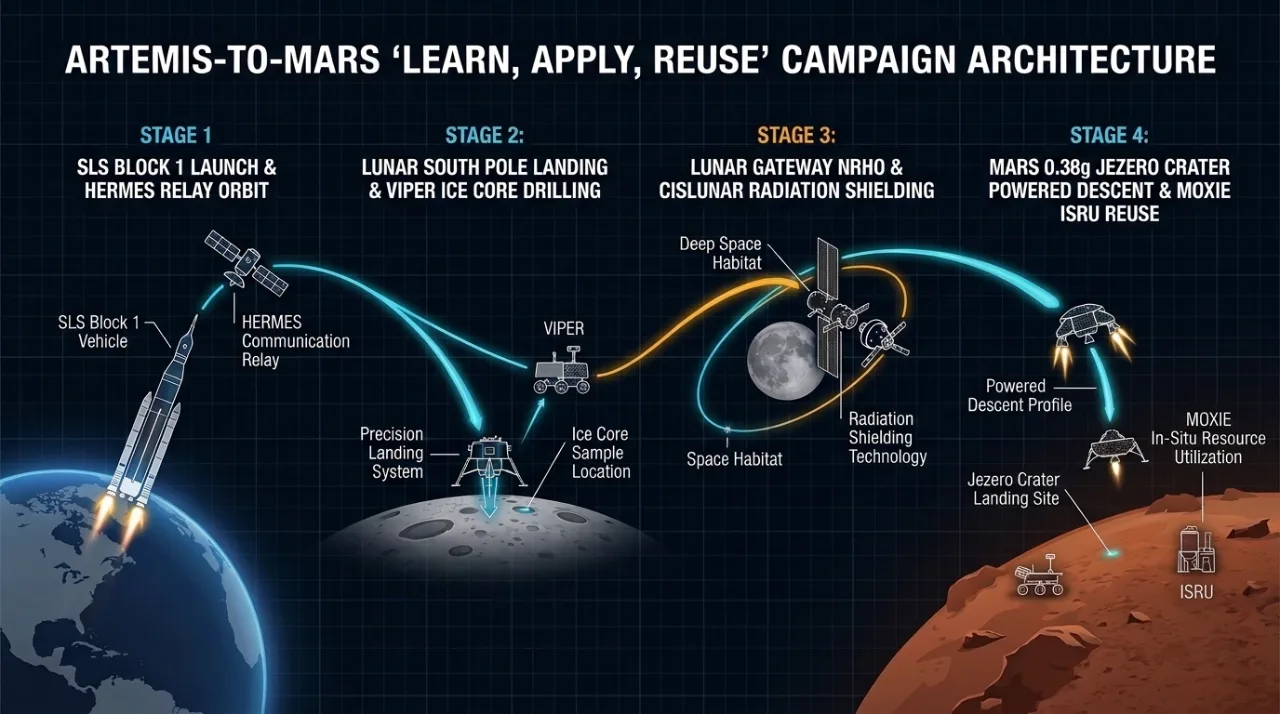 ARTEMIS-TO-MARS ‘LEARN, APPLY, REUSE’ CAMPAIGN ARCHITECTURE
STAGE 1
SLS BLOCK 1 LAUNCH &
HERMES RELAY ORBIT
STAGE 2:
LUNAR SOUTH POLE LANDING
& VIPER ICE CORE DRILLING
STAGE 3:
LUNAR GATEWAY NRHO &
CISLUNAR RADIATION SHIELDING
STAGE 4:
MARS 0.38g JEZERO CRATER
POWERED DESCENT & MOXIE
ISRU REUSE
SLS Block 1
Vehicle
HERMES
Communication
Relay
Precision
Landing
System
VIPER
Ice Core
Sample
Location
Deep Space
Habitat
Space Habitat
Radiation
Shielding
Technology
Powered
Descent Profile
MOXIE
In-Situ Resource
Utilization
Jezero Crater
Landing Site
ISRU